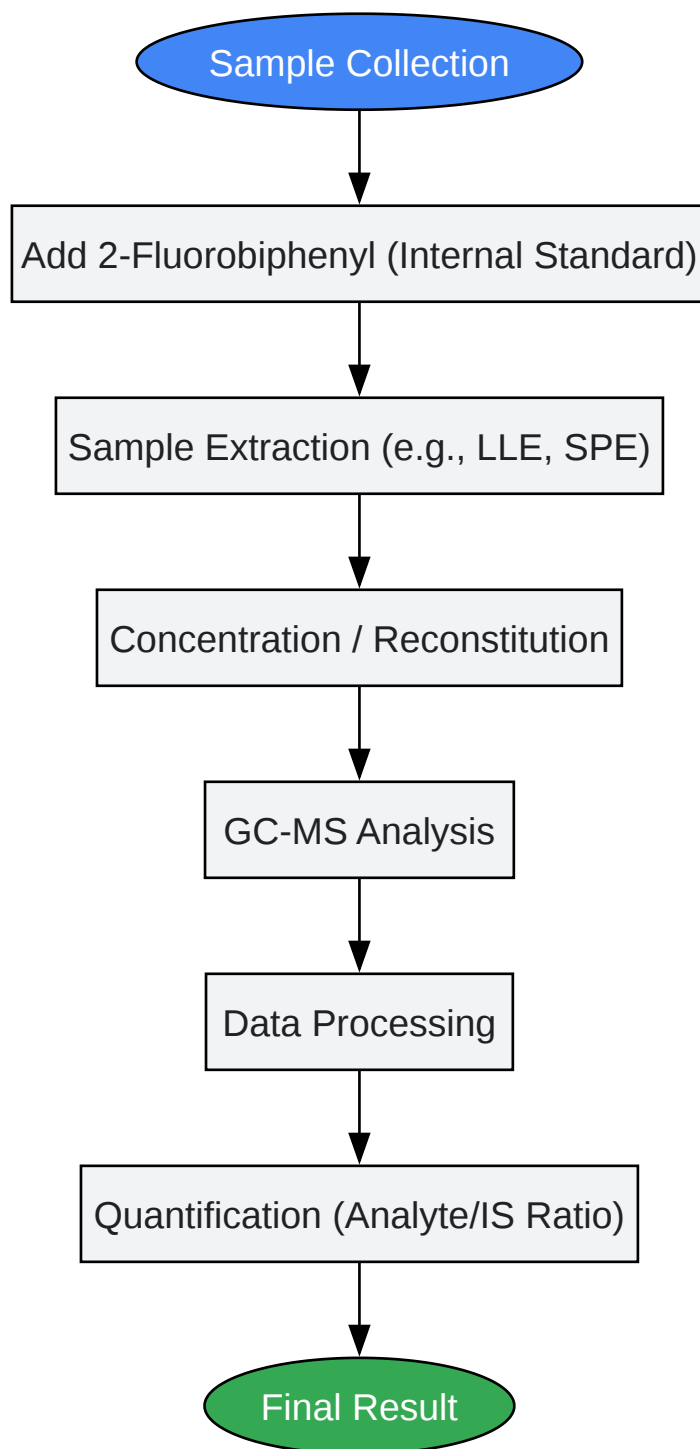 Sample Collection
Add 2-Fluorobiphenyl (Internal Standard)
Sample Extraction (e.g., LLE, SPE)
Concentration / Reconstitution
GC-MS Analysis
Data Processing
Quantification (Analyte/IS Ratio)
Final Result